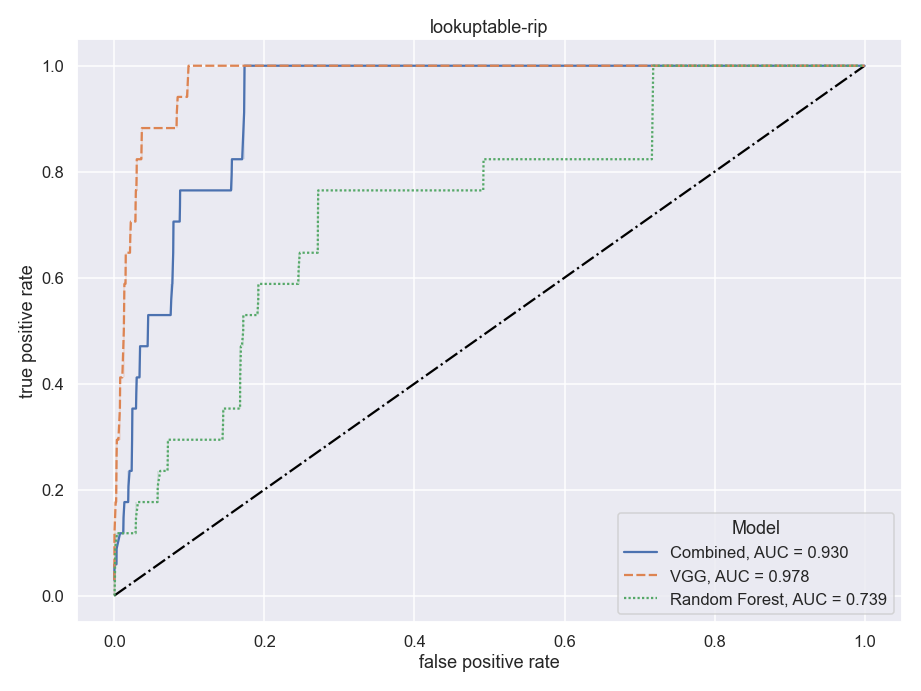 lookuptable-rip
true positive rate
1.0
0.8
0.6
0.4
0.2
0.0
0.0 0.2 0.4 0.6 0.8 1.0
false positive rate
Model
Combined, AUC = 0.930
VGG, AUC = 0.978
Random Forest, AUC = 0.739